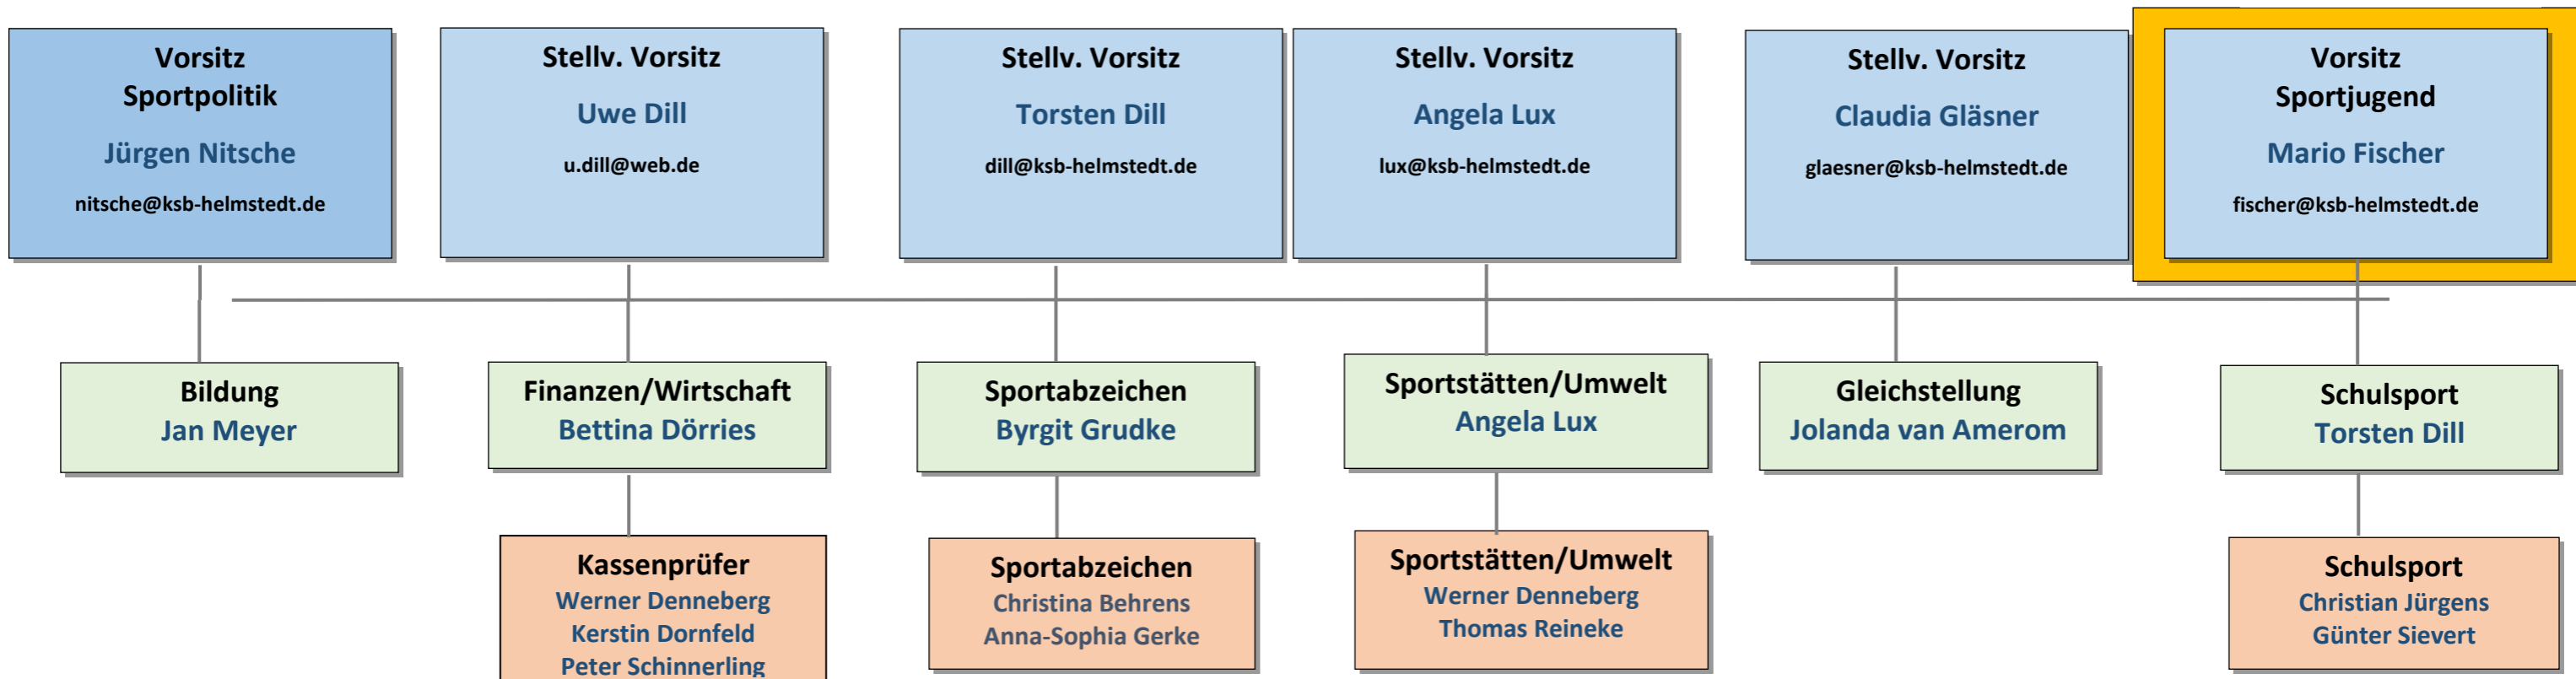 Vorsitz
Sportpolitik
Jürgen Nitsche
nitsche@ksb-helmstedt.de
Stellv. Vorsitz
Uwe Dill
u.dill@web.de
Stellv. Vorsitz
Torsten Dill
dill@ksb-helmstedt.de
Stellv. Vorsitz
Angela Lux
lux@ksb-helmstedt.de
Stellv. Vorsitz
Claudia Gläsner
glaesner@ksb-helmstedt.de
Vorsitz
Sportjugend
Mario Fischer
fischer@ksb-helmstedt.de
Bildung
Jan Meyer
Finanzen/Wirtschaft
Bettina Dörries
Sportabzeichen
Byrgit Grudke
Sportstätten/Umwelt
Angela Lux
Gleichstellung
Jolanda van Amerom
Schulsport
Torsten Dill
Kassenprüfer
Werner Denneberg
Kerstin Dornfeld
Peter Schinnerling
Sportabzeichen
Christina Behrens
Anna-Sophia Gerke
Sportstätten/Umwelt
Werner Denneberg
Thomas Reineke
Schulsport
Christian Jürgens
Günter Sievert